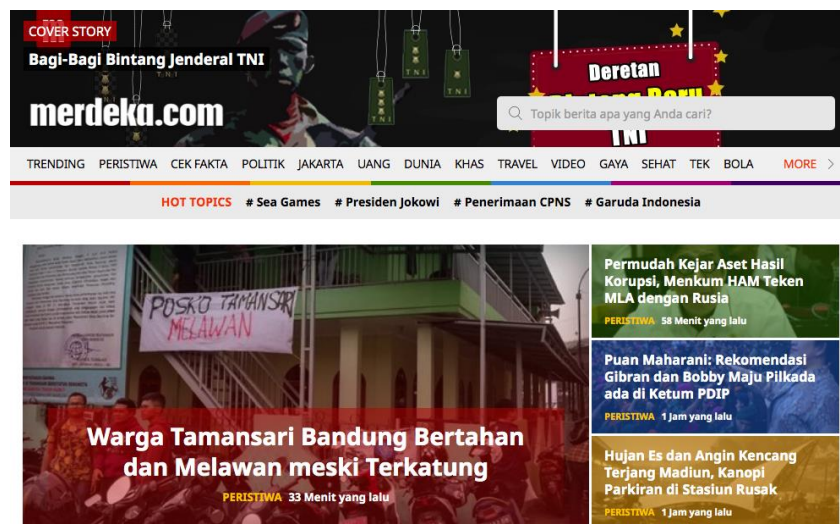 COVER STORY
Bagi-Bagi Bintang Jenderal TNI
merdeka.com
TNI
TNI
TNI
Deretan
TNI
Topik berita apa yang Anda cari?
TRENDING PERISTIWA CEK FAKTA POLITIK JAKARTA UANG DUNIA KHAS TRAVEL VIDEO GAYA SEHAT TEK BOLA MORE
HOT TOPICS # Sea Games # Presiden Jokowi # Penerimaan CPNS # Garuda Indonesia
POSKO TAMANSARI
MELAWAN
Warga Tamansari Bandung Bertahan
dan Melawan meski Terkatung
PERISTIWA 33 Menit yang lalu
Permudah Kejar Aset Hasil
Korupsi, Menkum HAM Teken
MLA dengan Rusia
PERISTIWA 58 Menit yang lalu
Puan Maharani: Rekomendasi
Gibran dan Bobby Maju Pilkada
ada di Ketum PDIP
PERISTIWA 1 Jam yang lalu
Hujan Es dan Angin Kencang
Terjang Madiun, Kanopi
Parkiran di Stasiun Rusak
PERISTIWA 1 Jam yang lalu